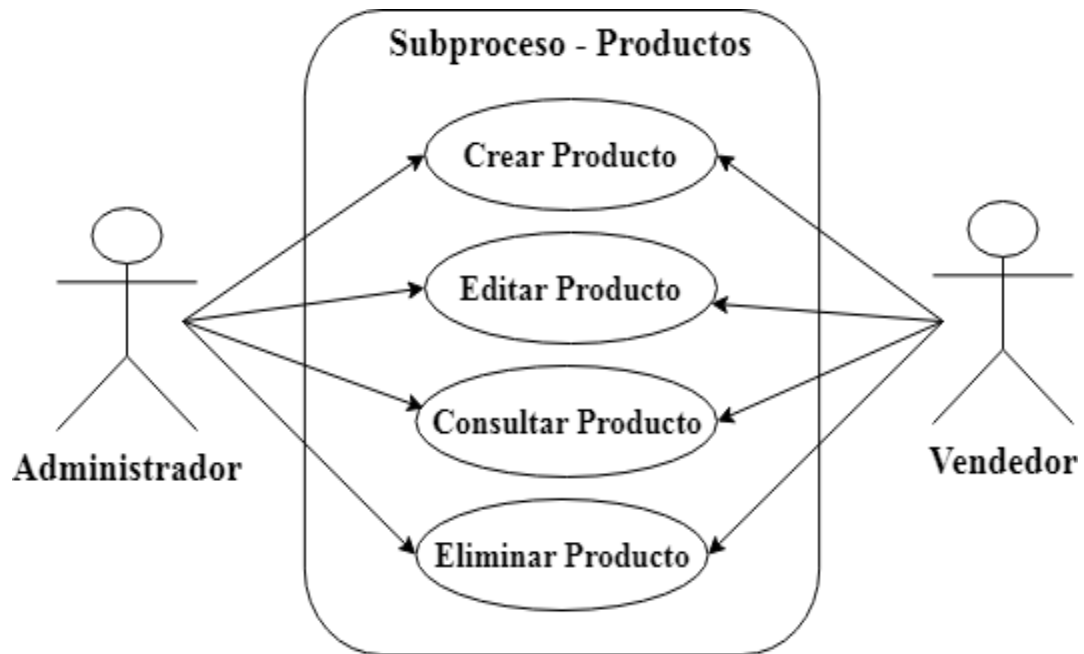 Subproceso - Productos
Crear Producto
Editar Producto
Consultar Producto
Eliminar Producto
Administrador
Vendedor